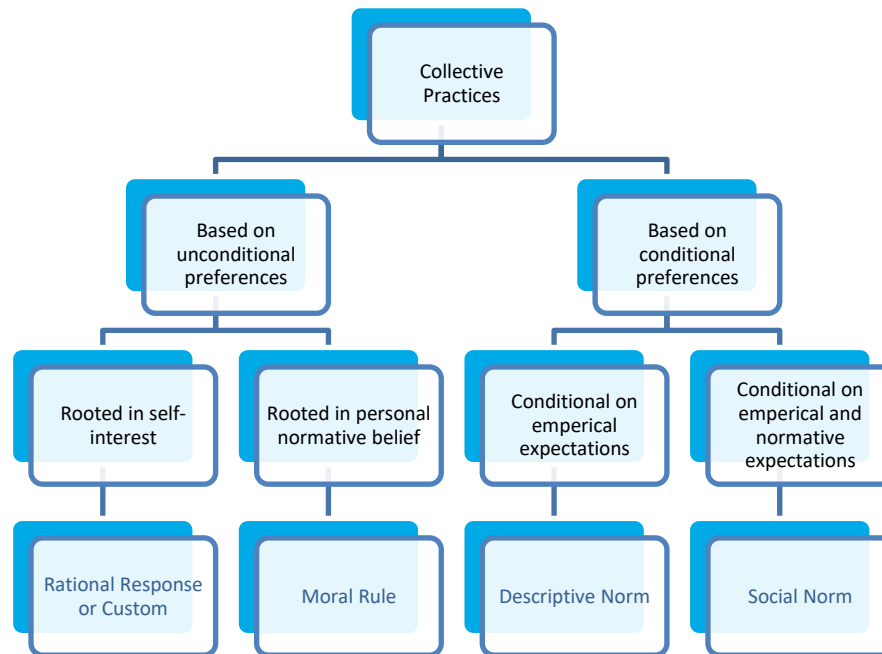 Collective
Practices
Based on
unconditional
preferences
Based on
conditional
preferences
Rooted in self-
interest
Rooted in personal
normative belief
Conditional on
emperical
expectations
Conditional on
emperical and
normative
expectations
Rational Response
or Custom
Moral Rule
Descriptive Norm
Social Norm